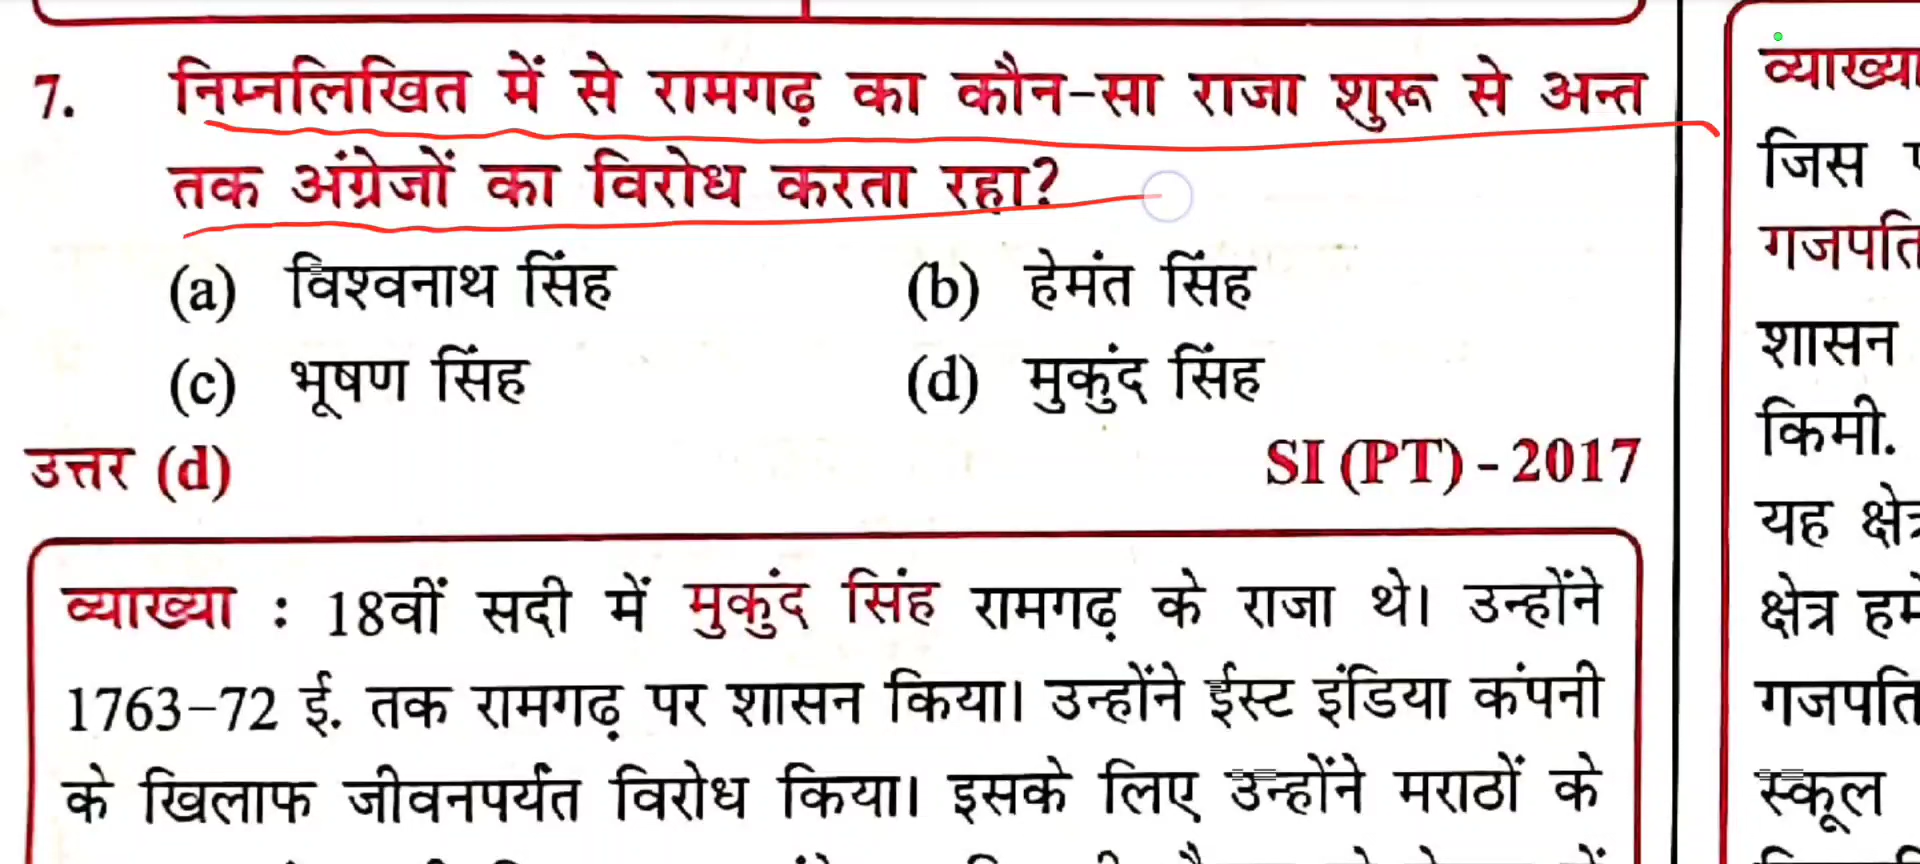 7. निम्नलिखित में से रामगढ़ का कौन-सा राजा शुरू से अन्त
तक अंग्रेजों का विरोध करता रहा?
(a) विश्वनाथ सिंह (b) हेमंत सिंह
(c) भूषण सिंह (d) मुकुंद सिंह
उत्तर (d) SI (PT) - 2017
व्याख्या : 18वीं सदी में मुकुंद सिंह रामगढ़ के राजा थे। उन्होंने
1763-72 ई. तक रामगढ़ पर शासन किया। उन्होंने ईस्ट इंडिया कंपनी
के खिलाफ जीवनपर्यंत विरोध किया। इसके लिए उन्होंने मराठों के
व्याख्या
जिस
गजपति
शासन
किमी.
यह क्षेत्र
क्षेत्र
गजपति
स्कूल